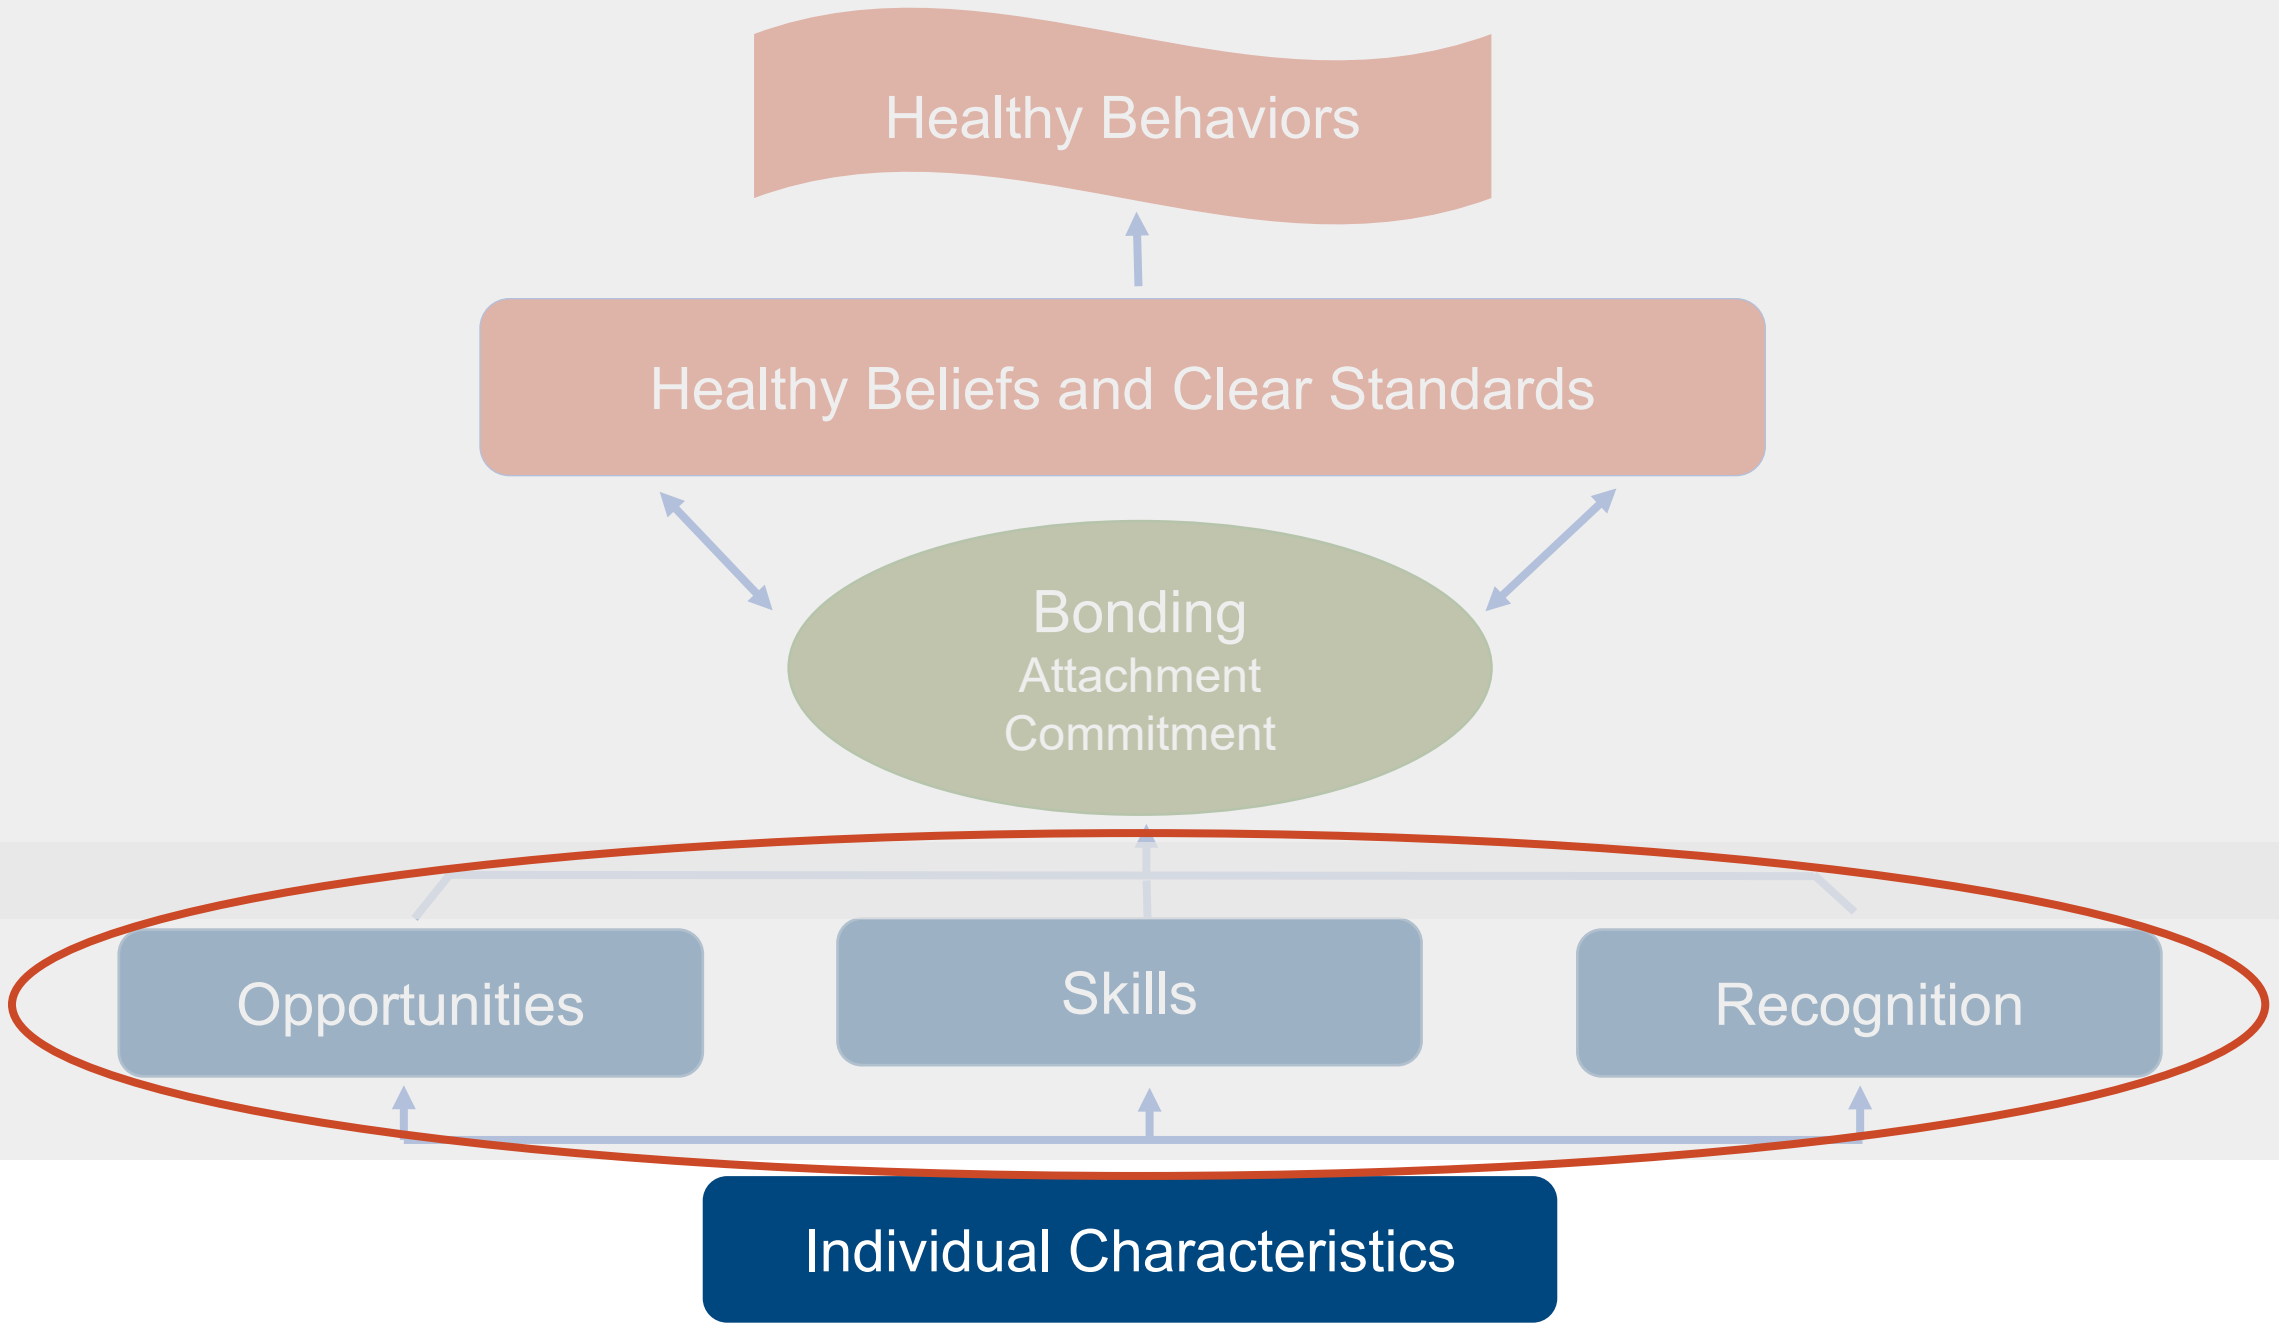 Healthy Behaviors
Healthy Beliefs and Clear Standards
Bonding
Attachment
Commitment
Opportunities
Skills
Recognition
Individual Characteristics